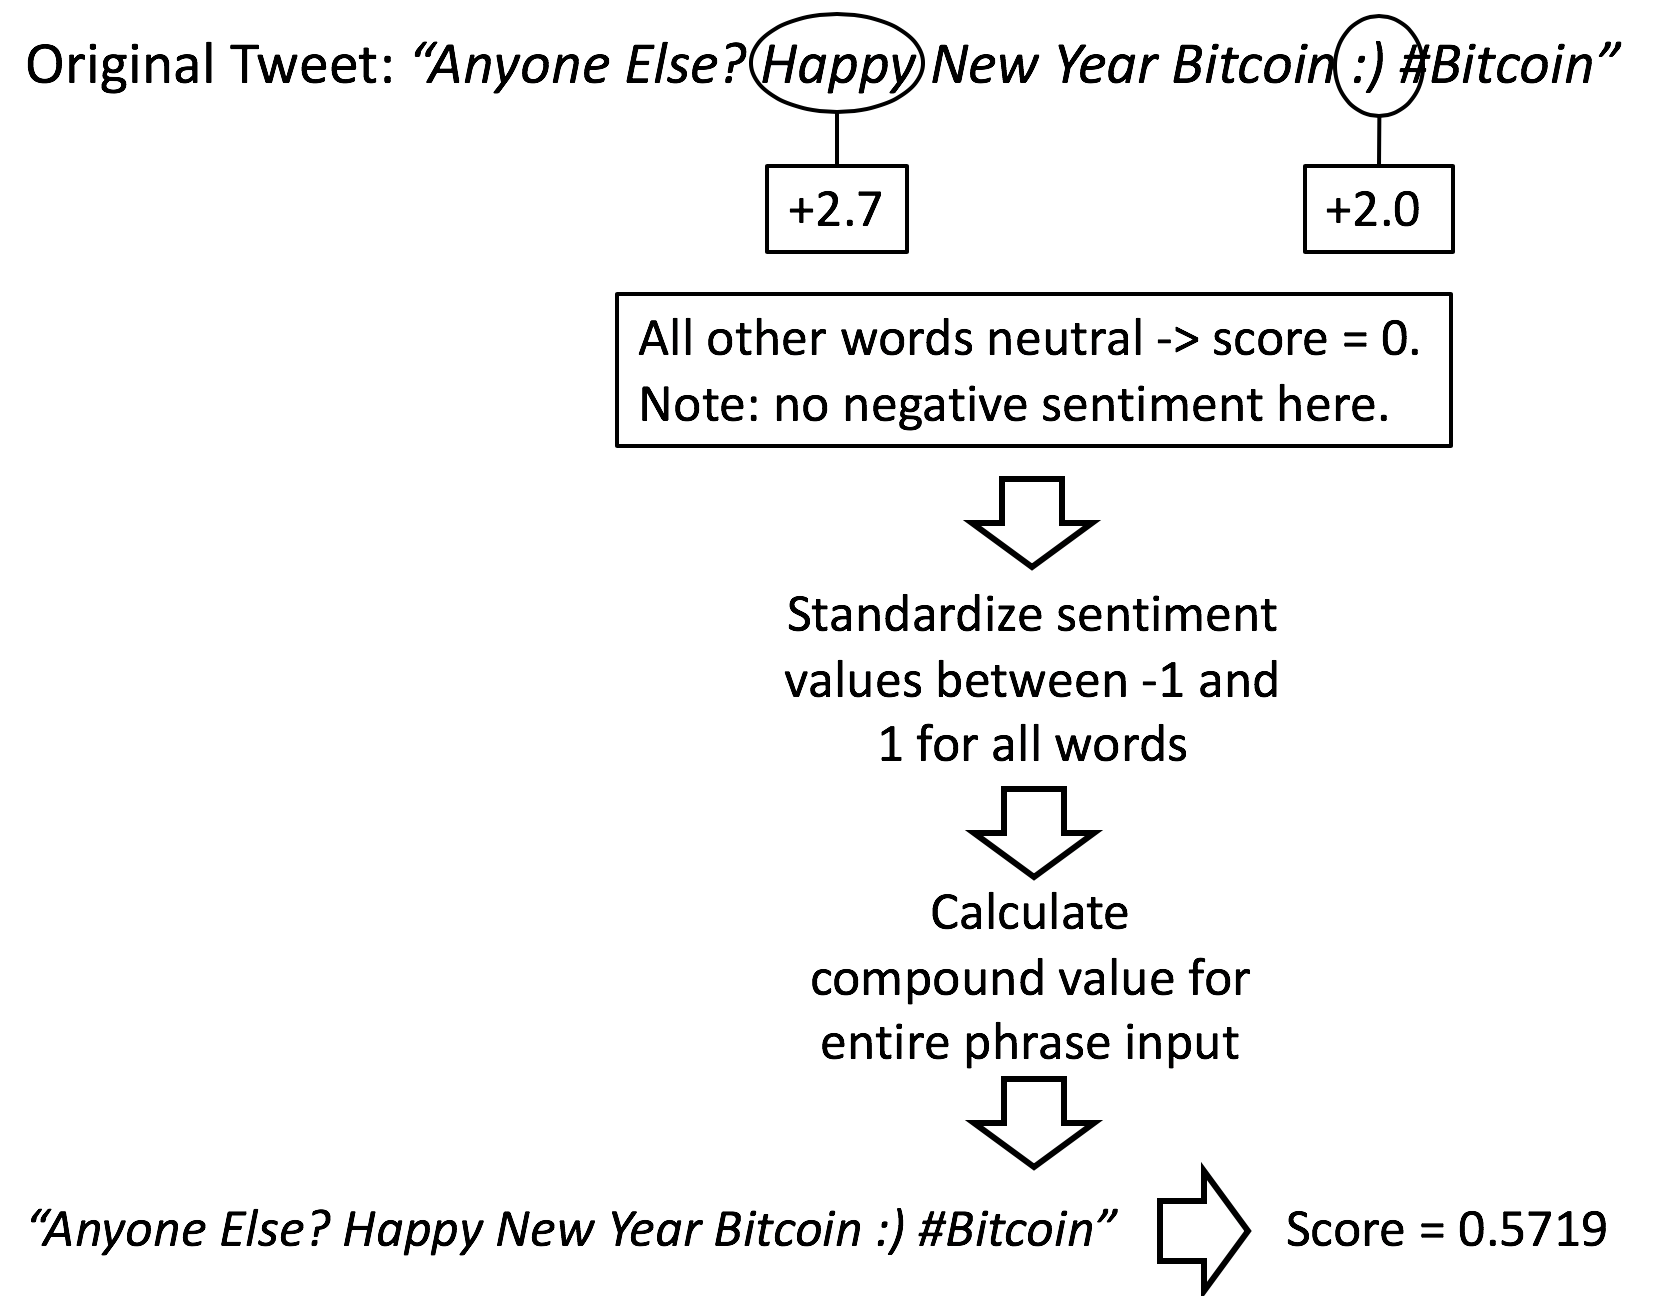 Original Tweet: “Anyone Else? Happy New Year Bitcoin :) #Bitcoin”
+2.7
+2.0
All other words neutral -> score = 0.
Note: no negative sentiment here.
Standardize sentiment
values between -1 and
1 for all words
Calculate
compound value for
entire phrase input
“Anyone Else? Happy New Year Bitcoin :) #Bitcoin”
Score = 0.5719